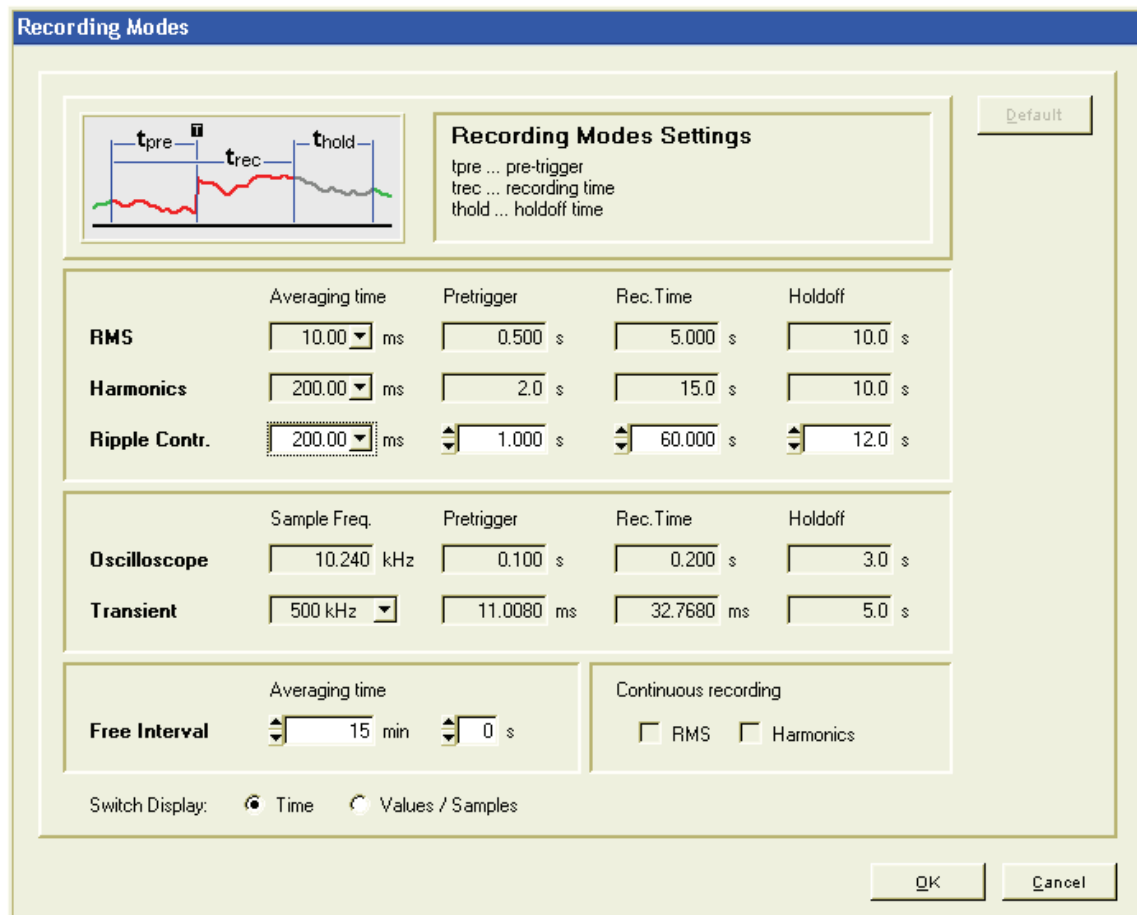 Recording Modes
Default
tpre T trec thold
Recording Modes Settings
tpre ... pre-trigger
trec ... recording time
thold ... holdoff time
Averaging time Pretrigger Rec.Time Holdoff
RMS 10.00 ms 0.500 s 5.000 s 10.0 s
Harmonics 200.00 ms 2.0 s 15.0 s 10.0 s
Ripple Contr. 200.00 ms 1.000 s 60.000 s 12.0 s
Sample Freq. Pretrigger Rec.Time Holdoff
Oscilloscope 10.240 kHz 0.100 s 0.200 s 3.0 s
Transient 500 kHz 11.0080 ms 32.7680 ms 5.0 s
Averaging time
Free Interval 15 min 0 s
Continuous recording
RMS Harmonics
Switch Display: Time Values / Samples
OK Cancel